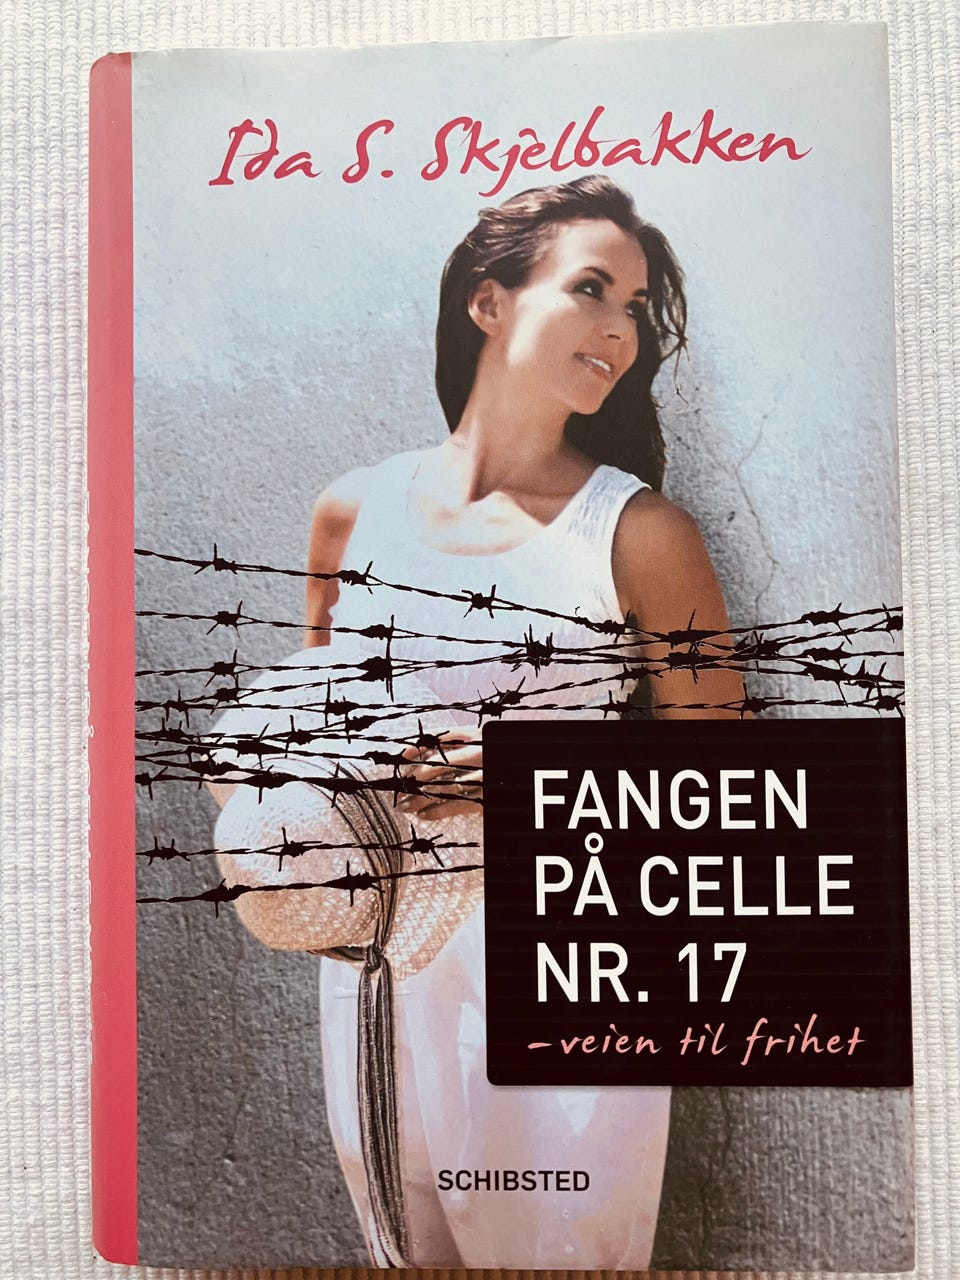 Ida S. Skjelbakken
FANGEN
PÅ CELLE
NR. 17
– veien til frihet
SCHIBSTED